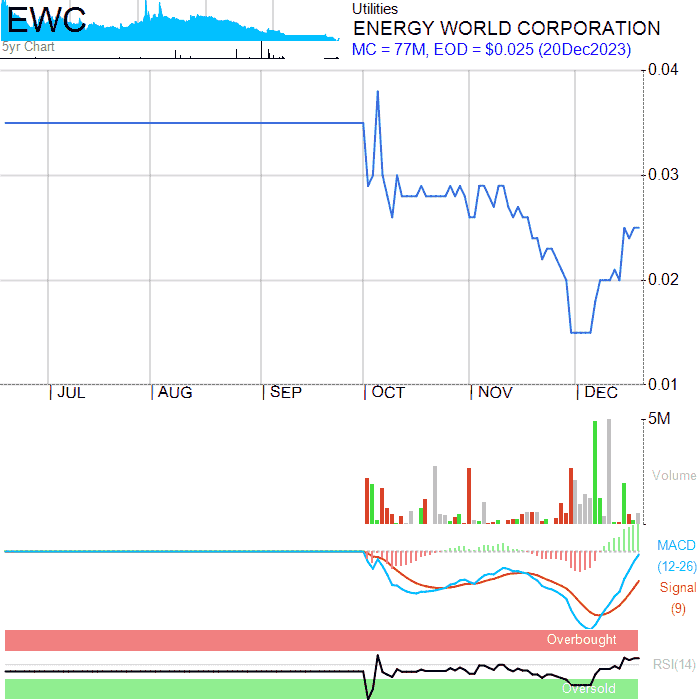 EWC
5yr Chart
Utilities
ENERGY WORLD CORPORATION
MC = 77M, EOD = $0.025 (20Dec2023)
0.04
0.03
0.02
0.01
JUL AUG SEP OCT NOV DEC
5M
Volume
MACD
(12-26)
Signal
(9)
Overbought
RSI(14)
Oversold